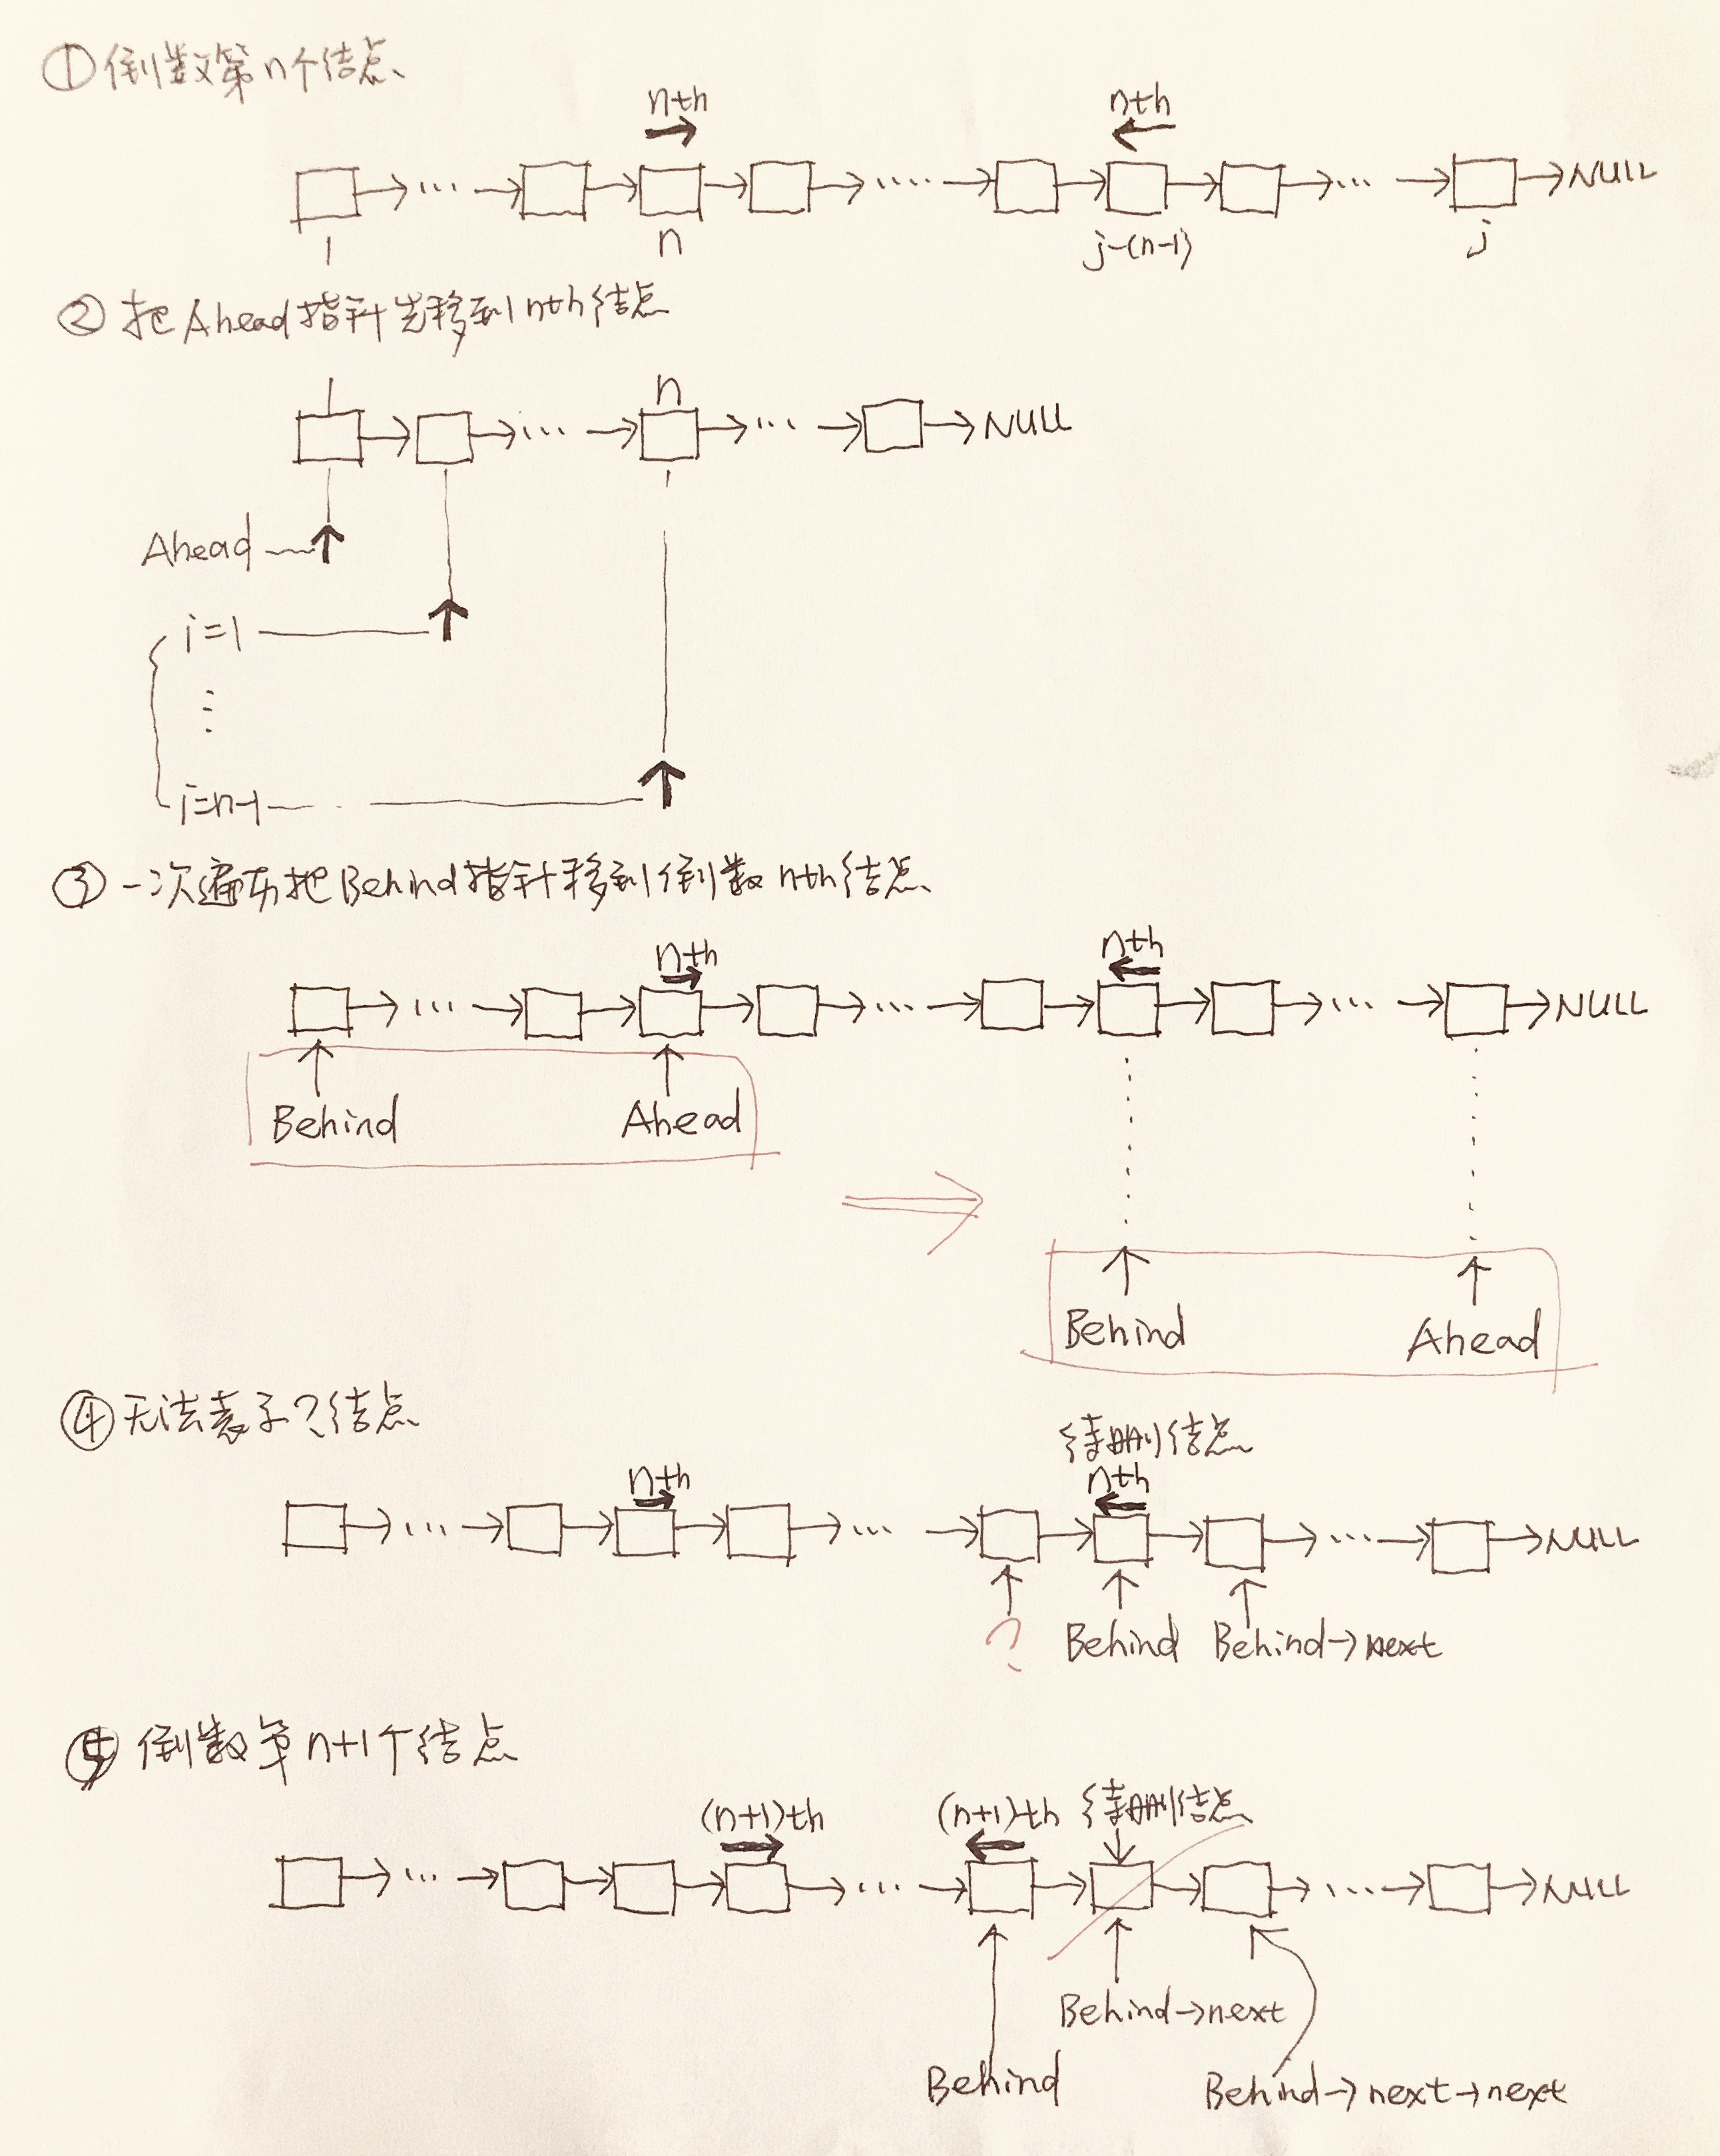 ①倒数第n个结点
nth nth
□→…→□→□→□→….→□→□→□→…→□→NULL
1 n j-(n-1) j
②把Ahead指针先移到nth结点
1 n
□→□→…→□→…→□→NULL
Ahead
i=1
⋮
i=n-1
③一次遍历把Behind指针移到倒数nth结点
nth nth
□→…→□→□→□→…→□→□→□→…→□→NULL
Behind Ahead
Behind Ahead
④无法表示?结点
待删结点
nth nth
□→…→□→□→□→…→□→□→□→…→□→NULL
? Behind Behind→next
⑤倒数第n+1个结点
(n+1)th (n+1)th 待删结点
□→…→□→□→□→…→□→□→□→…→□→NULL
Behind→next
Behind Behind→next→next